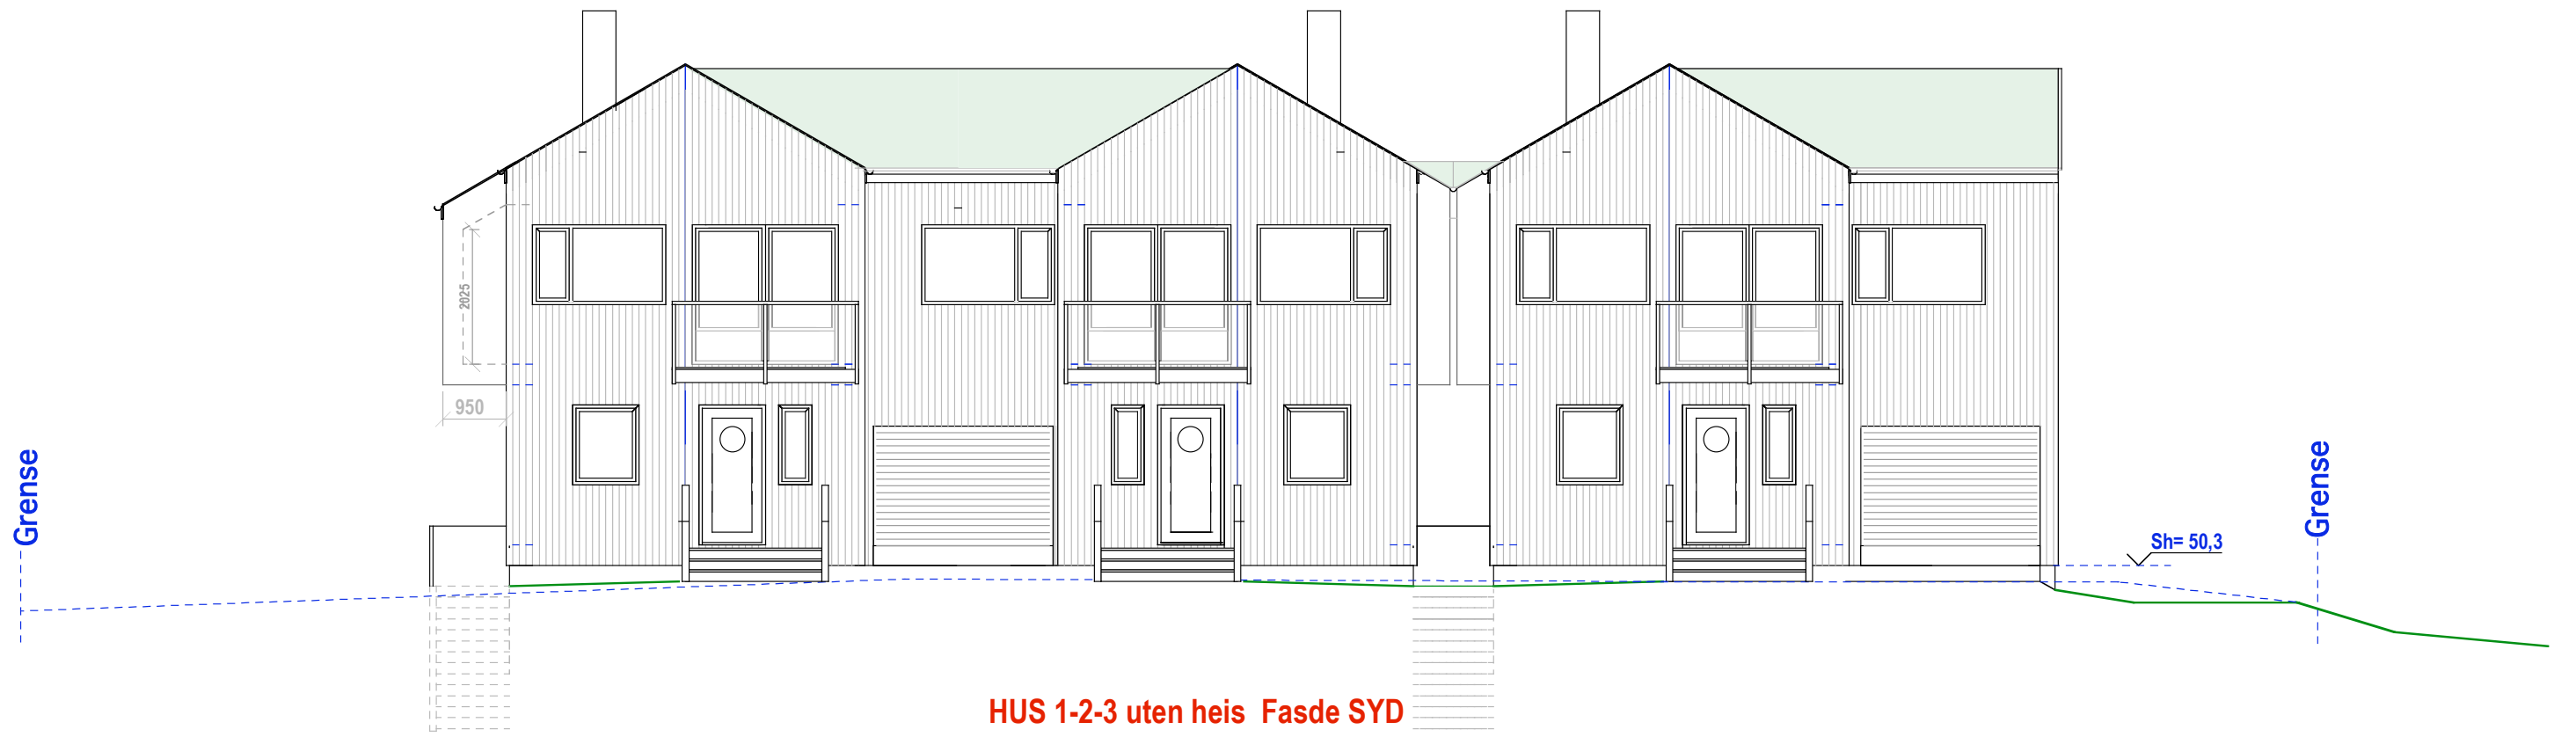 2025
950
Grense
Grense
Sh= 50,3
HUS 1-2-3 uten heis Fasde SYD